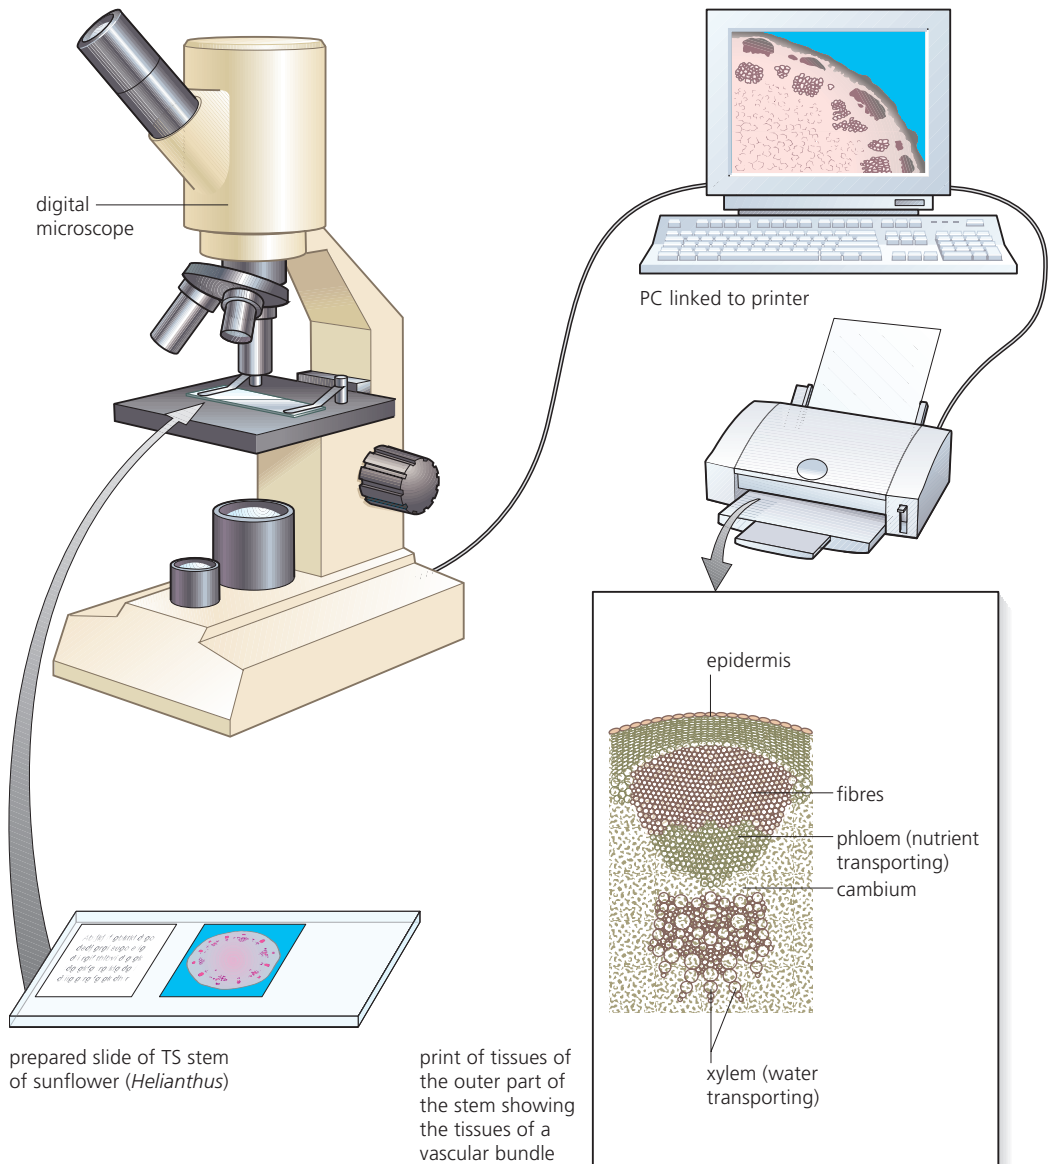 digital
microscope
PC linked to printer
epidermis
fibres
phloem (nutrient
transporting)
cambium
xylem (water
transporting)
prepared slide of TS stem
of sunflower (Helianthus)
print of tissues of
the outer part of
the stem showing
the tissues of a
vascular bundle